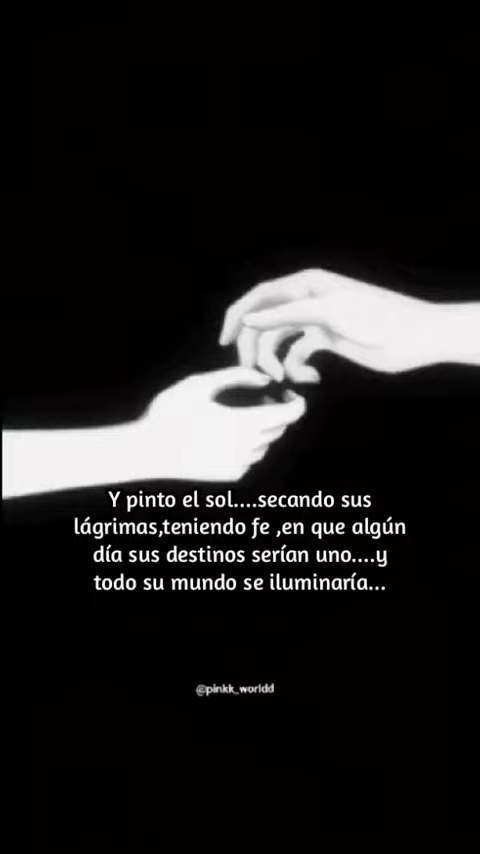 Y pinto el sol....secando sus
lágrimas,teniendo fe ,en que algún
día sus destinos serían uno....y
todo su mundo se iluminaría...
@pinkk_worldd